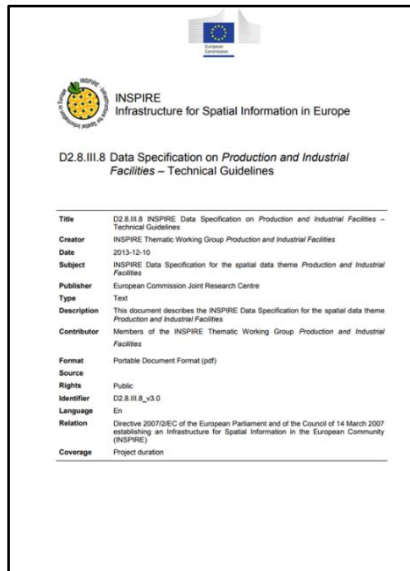 European
Commission
INSPIRE
Infrastructure for Spatial Information in Europe
D2.8.III.8 Data Specification on Production and Industrial
Facilities – Technical Guidelines
Title D2.8.III.8 INSPIRE Data Specification on Production and Industrial Facilities –
Technical Guidelines
Creator INSPIRE Thematic Working Group Production and Industrial Facilities
Date 2013-12-10
Subject INSPIRE Data Specification for the spatial data theme Production and Industrial
Facilities
Publisher European Commission Joint Research Centre
Type Text
Description This document describes the INSPIRE Data Specification for the spatial data theme
Production and Industrial Facilities
Contributor Members of the INSPIRE Thematic Working Group Production and Industrial
Facilities
Format Portable Document Format (pdf)
Source
Rights Public
Identifier D2.8.III.8_v3.0
Language En
Relation Directive 2007/2/EC of the European Parliament and of the Council of 14 March 2007
establishing an Infrastructure for Spatial Information in the European Community
(INSPIRE)
Coverage Project duration